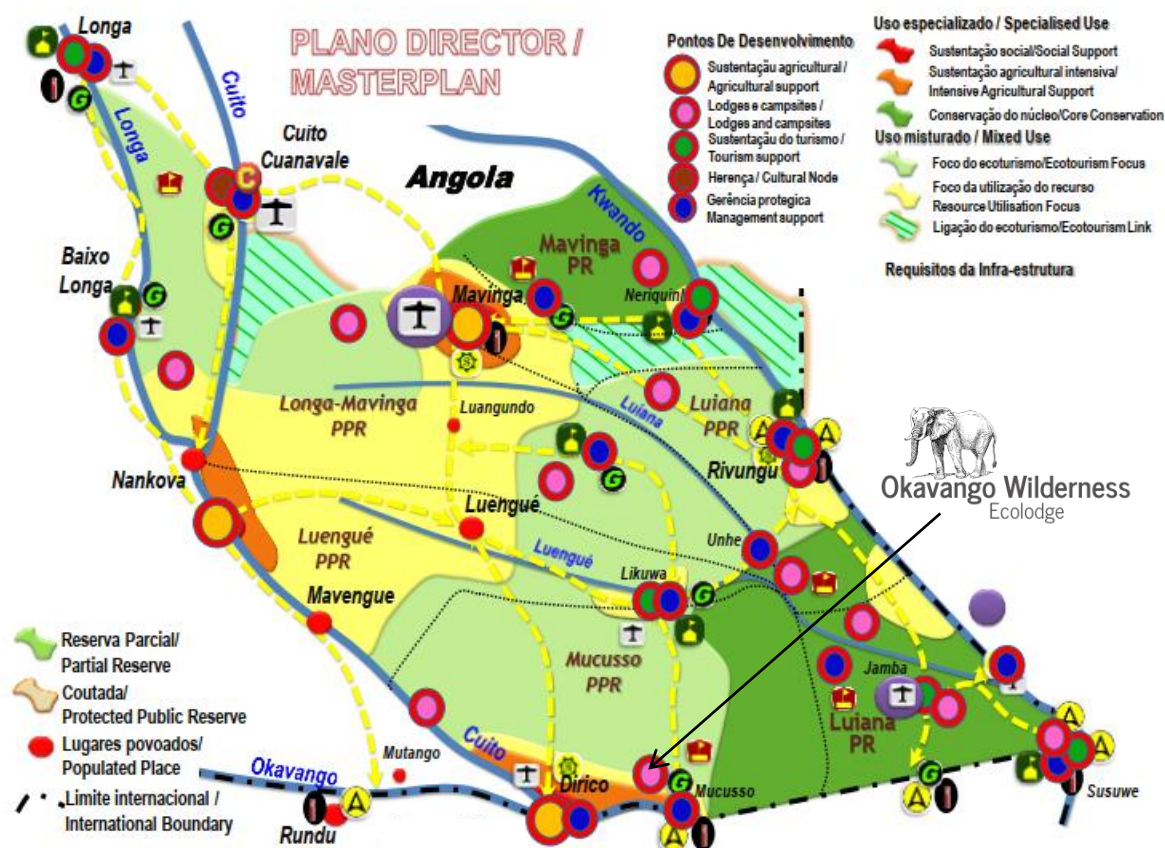 PLANO DIRECTOR /
MASTERPLAN
Pontos De Desenvolvimento
Sustentação agricultural /
Agricultural support
Lodges e campsites /
Lodges and campsites
Sustentação do turismo /
Tourism support
Herença / Cultural Node
Gerência protegica
Management support
Uso especializado / Specialised Use
Sustentação social/Social Support
Sustentação agricultural intensiva/
Intensive Agricultural Support
Conservação do núcleo/Core Conservation
Uso misturado / Mixed Use
Foco do ecoturismo/Ecotourism Focus
Foco da utilização do recurso
Resource Utilisation Focus
Ligação do ecoturismo/Ecotourism Link
Requisitos da Infra-estrutura
Longa
Cuito
G
Longa
Cuito
Cuanavale
C
G
Angola
Kwando
Mavinga
PR
Baixo
Longa
G
Mavinga
G
Neriquinl
S
Longa-Mavinga
PPR
Luangundo
Luiana
Luiana
PPR
A
A
S
Rivungu
Nankova
G
Luengué
Luengué
PPR
Luengué
Unhe
Likuwa
G
Mavengue
Mucusso
PPR
Jamba
Luiana
PR
Cuito
Mutango
Okavango
Rundu
A
S
Dirico
G
Mucusso
A
G
A
A
A
Susuwe
Okavango Wilderness
Ecolodge
Reserva Parcial/
Partial Reserve
Coutada/
Protected Public Reserve
Lugares povoados/
Populated Place
Limite internacional /
International Boundary